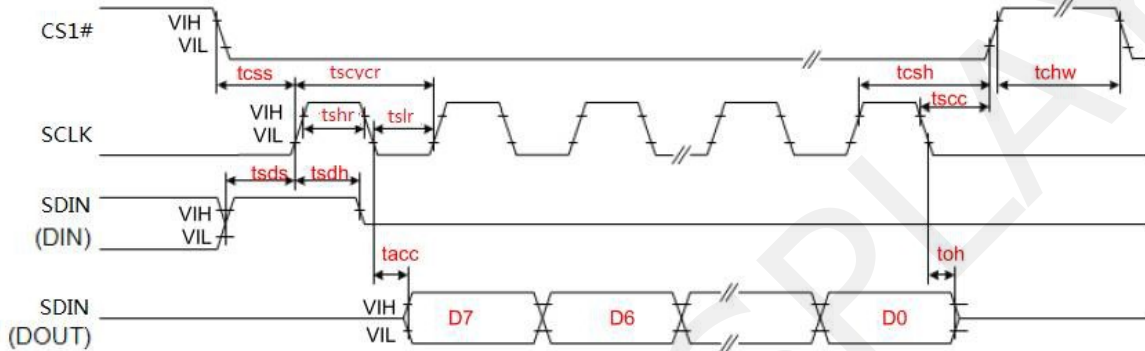 CS1#
VIH
VIL
tcss
tscycr
tcsh
tchw
tscc
SCLK
VIH
VIL
tshr
tslr
tsds
tsdh
SDIN
(DIN)
VIH
VIL
tacc
toh
SDIN
(DOUT)
VIH
VIL
D7
D6
D0